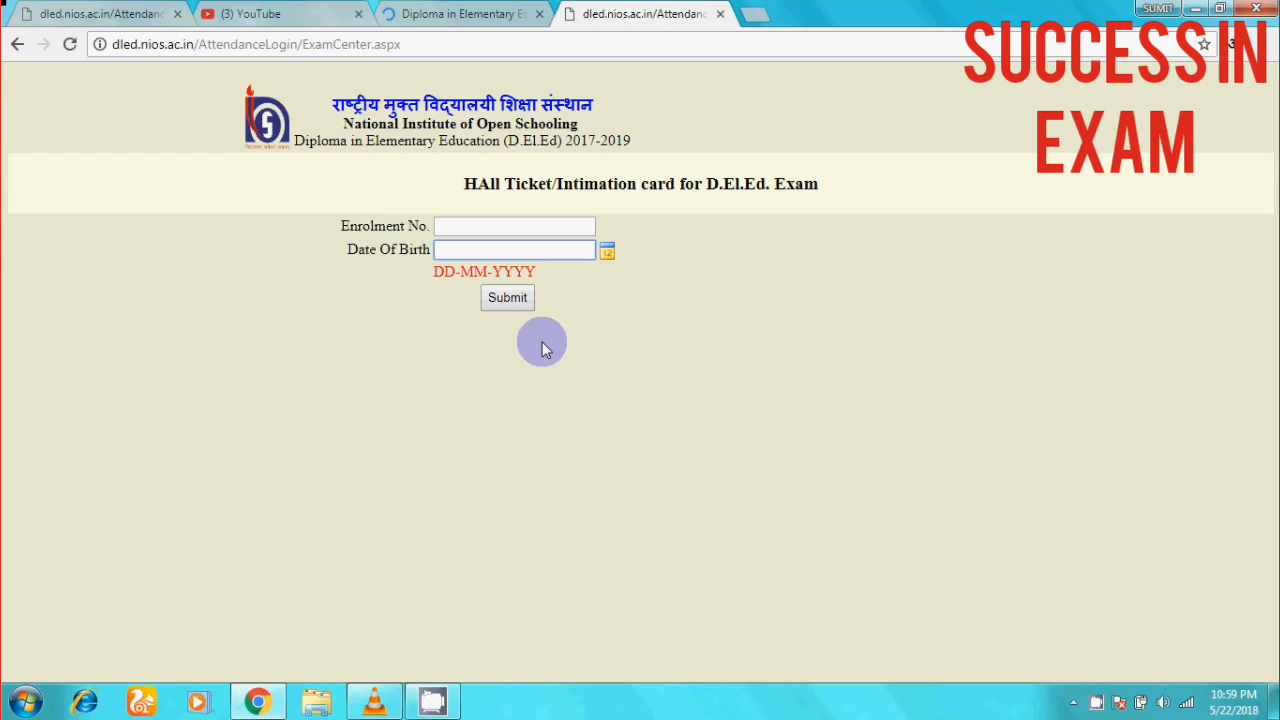 dled.nios.ac.in/Attendanc
(3) YouTube
Diploma in Elementary Ec
dled.nios.ac.in/Attendanc
SUMIT
dled.nios.ac.in/AttendanceLogin/ExamCenter.aspx
SUCCESS IN
EXAM
राष्ट्रीय मुक्त विद्यालयी शिक्षा संस्थान
National Institute of Open Schooling
Diploma in Elementary Education (D.El.Ed) 2017-2019
HAll Ticket/Intimation card for D.El.Ed. Exam
Enrolment No.
Date Of Birth
12
DD-MM-YYYY
Submit
10:59 PM
5/22/2018